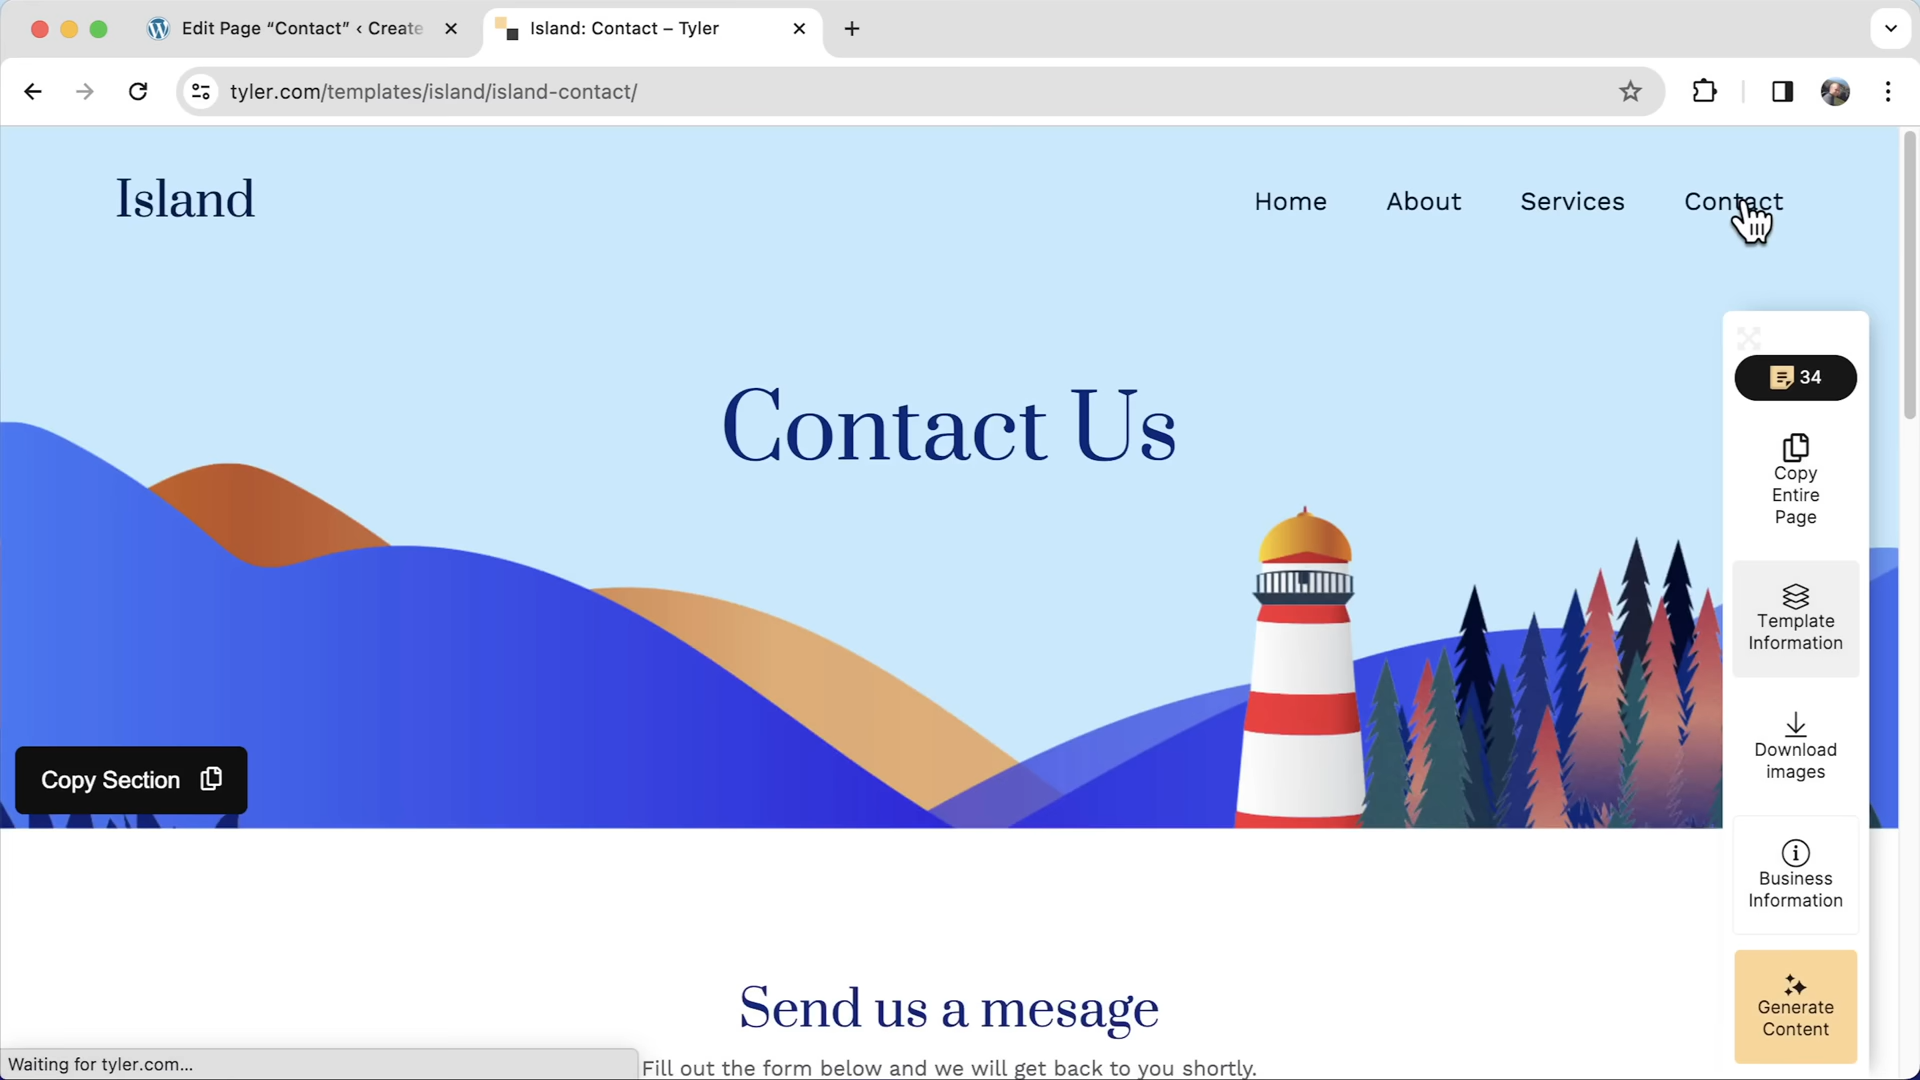 Edit Page “Contact” ‹ Create
Island: Contact – Tyler
tyler.com/templates/island/island-contact/
Island
Home
About
Services
Contact
34
Contact Us
Copy
Entire
Page
Template
Information
Download
images
Copy Section
Business
Information
Send us a mesage
Generate
Content
Waiting for tyler.com...
Fill out the form below and we will get back to you shortly.